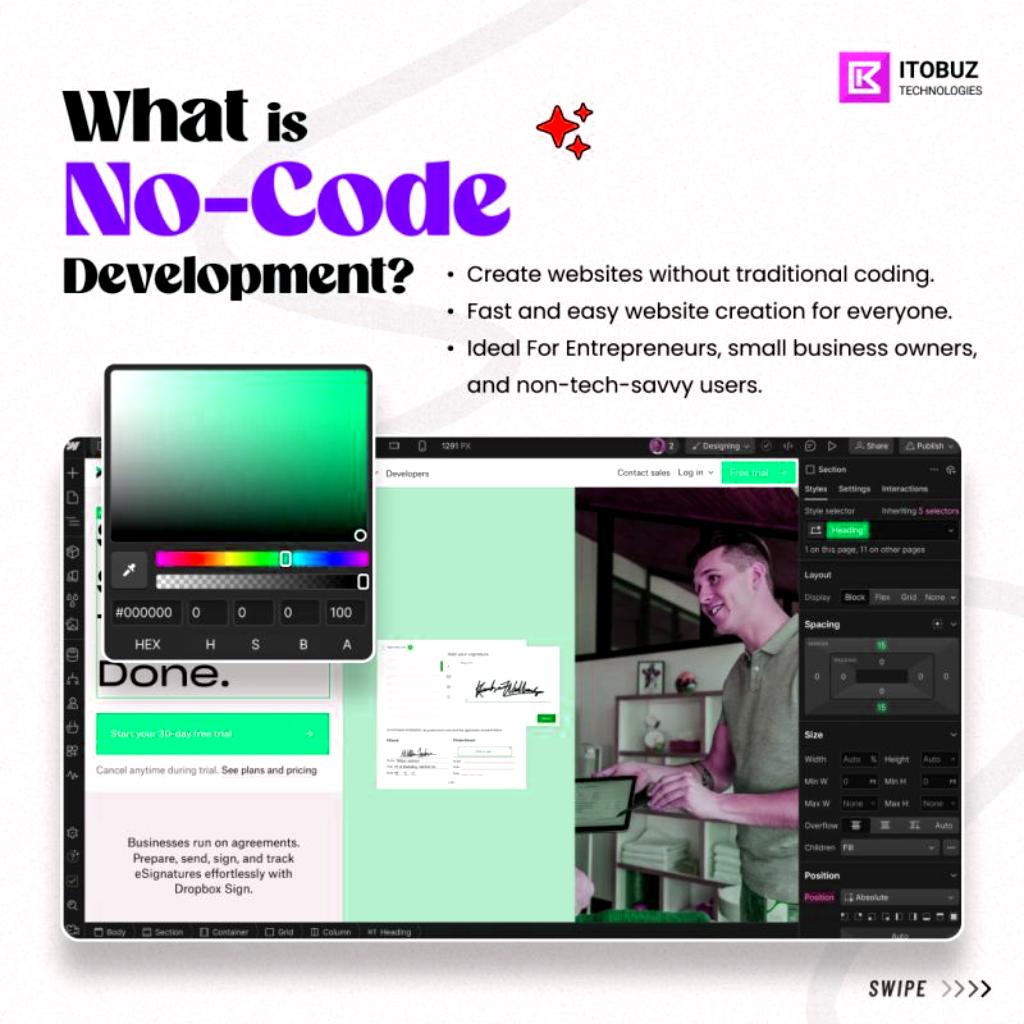 ITOBUZ
TECHNOLOGIES
What is
No-Code
Development?
• Create websites without traditional coding.
• Fast and easy website creation for everyone.
• Ideal For Entrepreneurs, small business owners,
and non-tech-savvy users.
1291 PX
2
Designing
Share
Publish
Developers
Contact sales
Log in
Free trial
#000000 0 0 0 100
HEX H S B A
Done.
Start your 30-day free trial
Cancel anytime during trial. See plans and pricing
Businesses run on agreements.
Prepare, send, sign, and track
eSignatures effortlessly with
Dropbox Sign.
Section
Styles Settings Interactions
Style selector Inheriting 5 selectors
Heading
1 on this page, 11 on other pages
Layout
Display Block Flex Grid None
Spacing
MARGIN
15
PADDING
0
0 0 0 0
0
15
Size
Width Auto % Height Auto
Min W 0 PX Min H 0 PX
Max W None Max H None
Overflow Auto
Children Fill
Position
Position Absolute
Auto
Body Section Container Grid Column H1 Heading
SWIPE >>>>